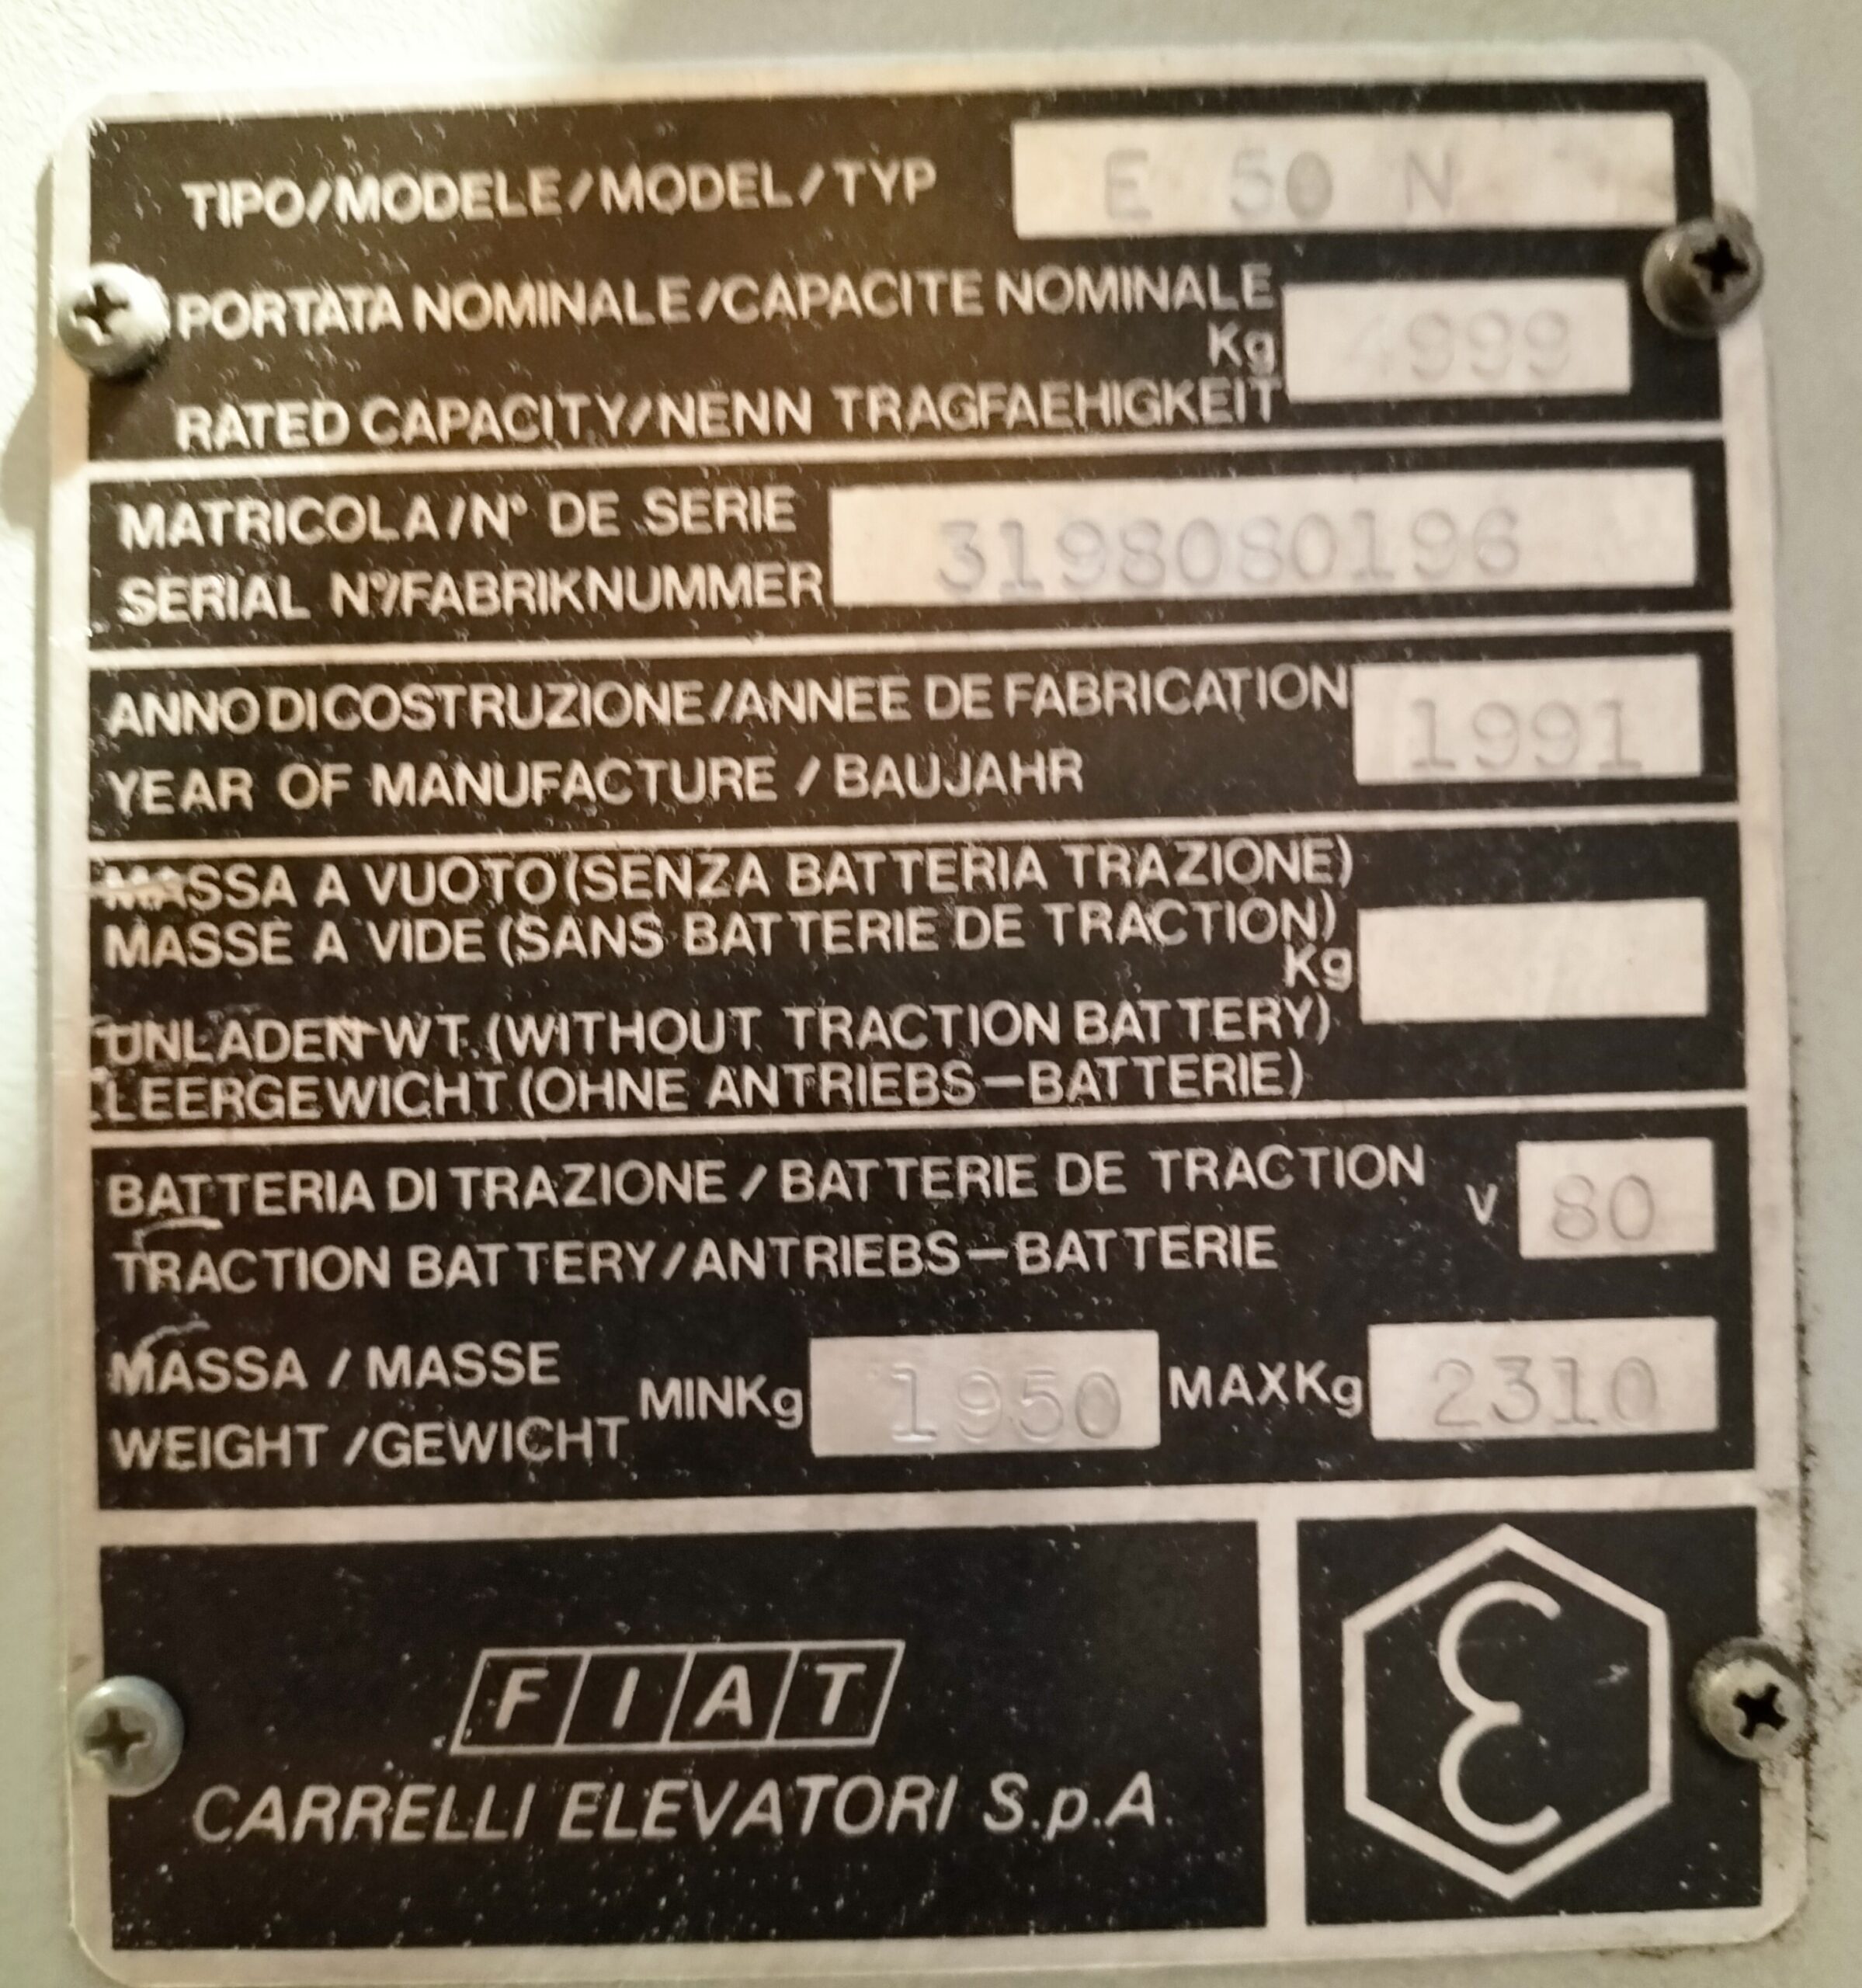 TIPO/MODELE/MODEL/TYP E 50 N
PORTATA NOMINALE/CAPACITE NOMINALE
Kg 4999
RATED CAPACITY/NENN TRAGFAEHIGKEIT
MATRICOLA/N° DE SERIE
3198080196
SERIAL N°/FABRIKNUMMER
ANNO DI COSTRUZIONE/ANNEE DE FABRICATION
1991
YEAR OF MANUFACTURE / BAUJAHR
MASSA A VUOTO (SENZA BATTERIA TRAZIONE)
MASSE A VIDE (SANS BATTERIE DE TRACTION)
Kg
UNLADEN WT. (WITHOUT TRACTION BATTERY)
LEERGEWICHT (OHNE ANTRIEBS-BATTERIE)
BATTERIA DI TRAZIONE / BATTERIE DE TRACTION
V 80
TRACTION BATTERY/ANTRIEBS-BATTERIE
MASSA / MASSE
MINKg 1950 MAXKg 2310
WEIGHT /GEWICHT
FIAT
CARRELLI ELEVATORI S.p.A.